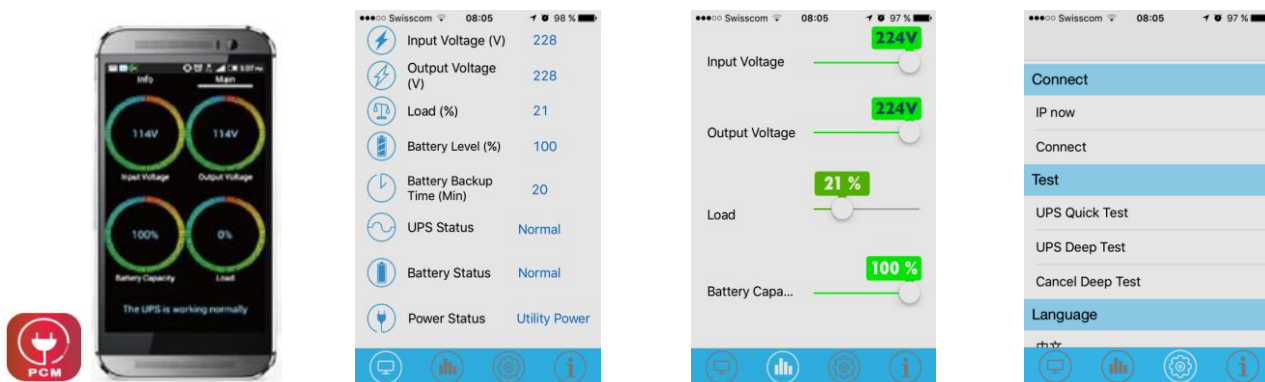 Info Main
114V 114V
Input Voltage Output Voltage
100% 0%
Battery Capacity Load
The UPS is working normally
PCM
Swisscom 08:05 98 %
Input Voltage (V) 228
Output Voltage
(V) 228
Load (%) 21
Battery Level (%) 100
Battery Backup
Time (Min) 20
UPS Status Normal
Battery Status Normal
Power Status Utility Power
Swisscom 08:05 97 %
224V
Input Voltage
224V
Output Voltage
21 %
Load
100 %
Battery Capa...
Swisscom 08:05 97 %
Connect
IP now
Connect
Test
UPS Quick Test
UPS Deep Test
Cancel Deep Test
Language
中文